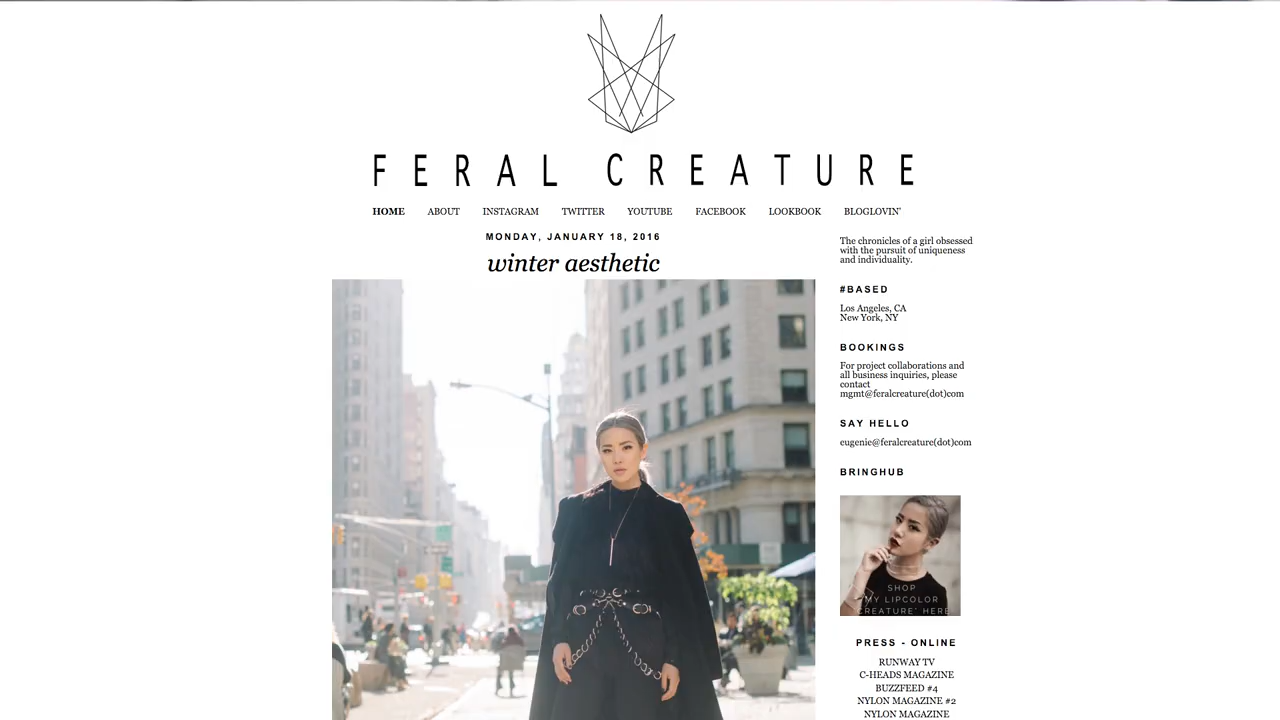 FERAL CREATURE
HOME ABOUT INSTAGRAM TWITTER YOUTUBE FACEBOOK LOOKBOOK BLOGLOVIN'
MONDAY, JANUARY 18, 2016
winter aesthetic
The chronicles of a girl obsessed
with the pursuit of uniqueness
and individuality.
#BASED
Los Angeles, CA
New York, NY
BOOKINGS
For project collaborations and
all business inquiries, please
contact
mgmt@feralcreature(dot)com
SAY HELLO
eugenie@feralcreature(dot)com
BRINGHUB
SHOP
"MY LIPCOLOR
CREATURE" HERE
PRESS - ONLINE
RUNWAY TV
C-HEADS MAGAZINE
BUZZFEED #4
NYLON MAGAZINE #2
NYLON MAGAZINE